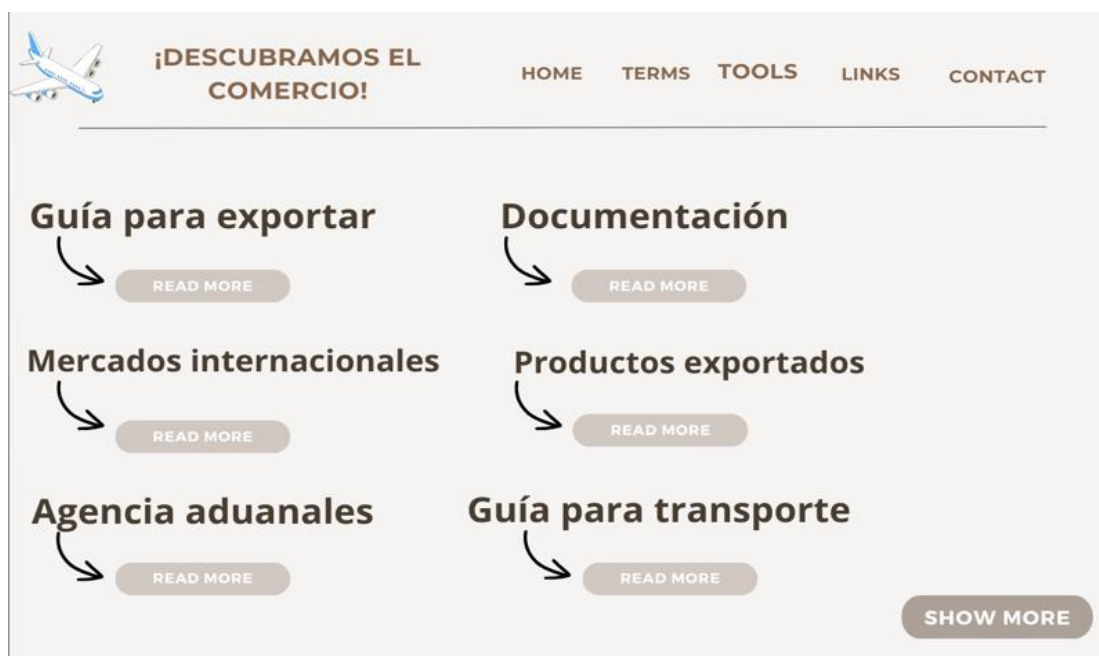 ¡DESCUBRAMOS EL
COMERCIO!
HOME TERMS TOOLS LINKS CONTACT
Guía para exportar
READ MORE
Documentación
READ MORE
Mercados internacionales
READ MORE
Productos exportados
READ MORE
Agencia aduanales
READ MORE
Guía para transporte
READ MORE
SHOW MORE